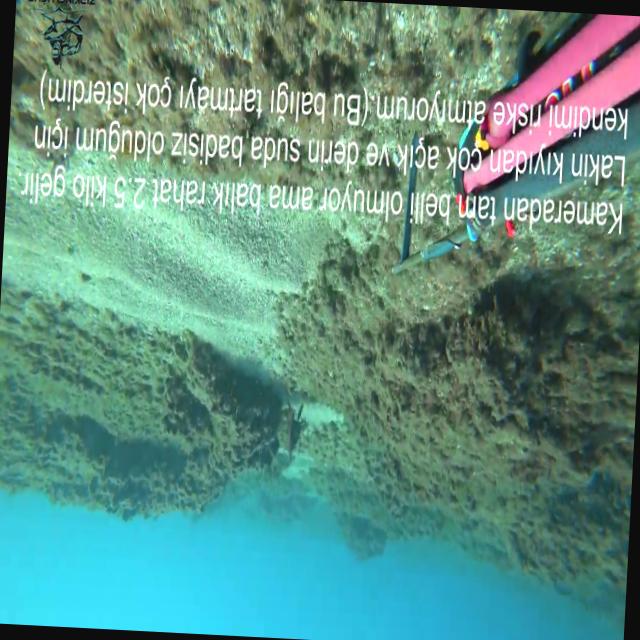 Kameradan tam belli olmuyor ama balık rahat 2.5 kilo gelir.
Lakin kıyıdan çok açık ve derin suda badisiz olduğum için
kendimi riske atmıyorum.(Bu balığı tartmayı çok isterdim)